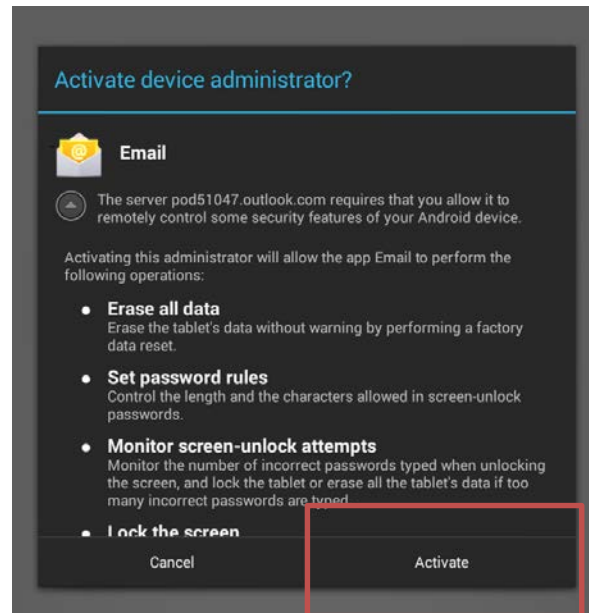 Activate device administrator?
Email
The server pod51047.outlook.com requires that you allow it to
remotely control some security features of your Android device.
Activating this administrator will allow the app Email to perform the
following operations:
• Erase all data
Erase the tablet's data without warning by performing a factory
data reset.
• Set password rules
Control the length and the characters allowed in screen-unlock
passwords.
• Monitor screen-unlock attempts
Monitor the number of incorrect passwords typed when unlocking
the screen, and lock the tablet or erase all the tablet's data if too
many incorrect passwords are typed
• Lock the screen
Cancel Activate